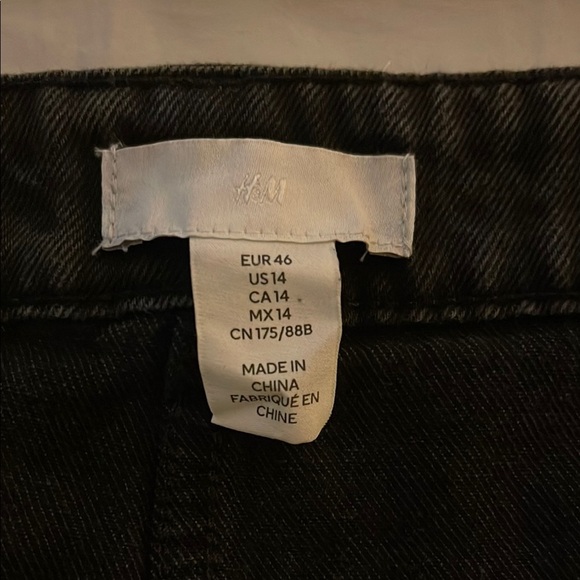 H&M
EUR 46
US 14
CA 14
MX 14
CN 175/88B
MADE IN
CHINA
FABRIQUÉ EN
CHINE